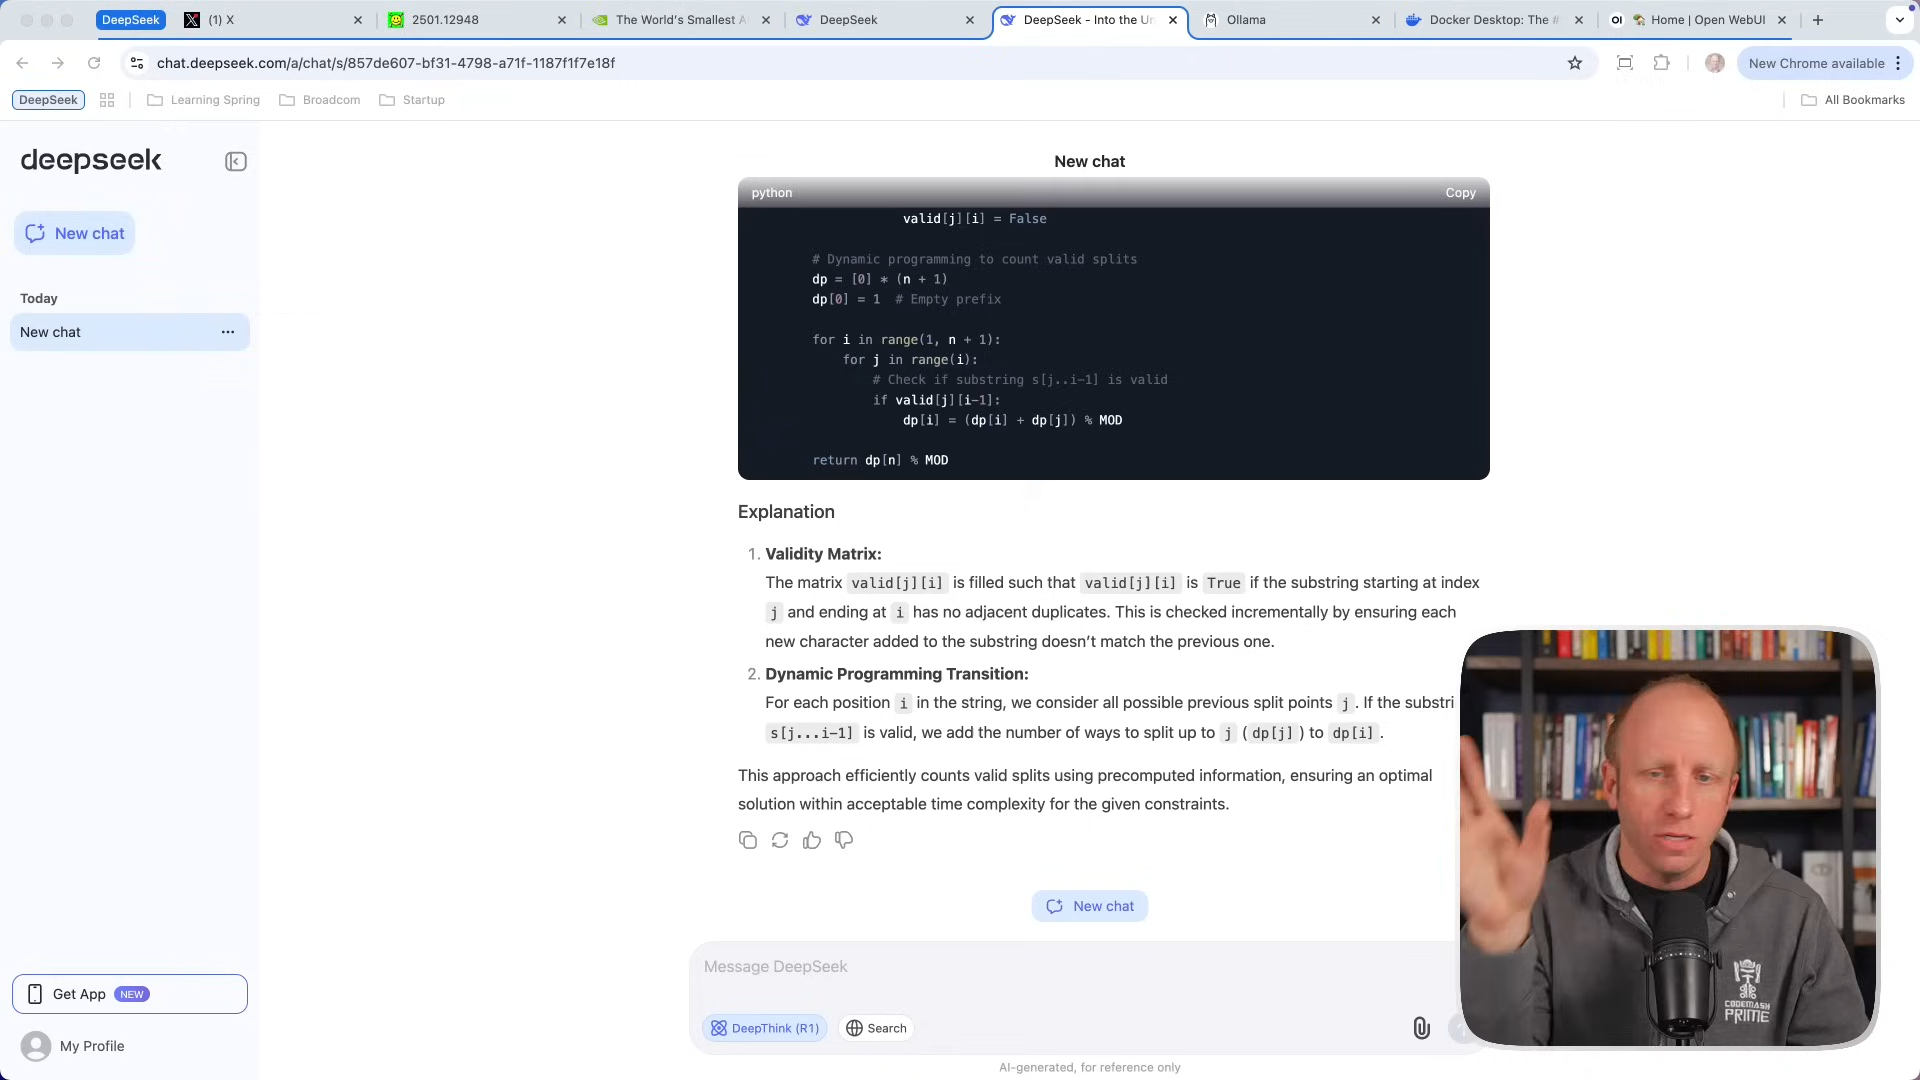 DeepSeek
(1) X
2501.12948
The World's Smallest A
DeepSeek
DeepSeek - Into the Un
Ollama
Docker Desktop: The #
OI
Home | Open WebUI
chat.deepseek.com/a/chat/s/857de607-bf31-4798-a71f-1187f1f7e18f
New Chrome available
DeepSeek
Learning Spring
Broadcom
Startup
All Bookmarks
deepseek
New chat
Today
New chat
Get App NEW
My Profile
New chat
python
Copy
valid[j][i] = False
# Dynamic programming to count valid splits
dp = [0] * (n + 1)
dp[0] = 1  # Empty prefix
for i in range(1, n + 1):
for j in range(i):
# Check if substring s[j..i-1] is valid
if valid[j][i-1]:
dp[i] = (dp[i] + dp[j]) % MOD
return dp[n] % MOD
Explanation
1. Validity Matrix:
The matrix valid[j][i] is filled such that valid[j][i] is True if the substring starting at index
j and ending at i has no adjacent duplicates. This is checked incrementally by ensuring each
new character added to the substring doesn't match the previous one.
2. Dynamic Programming Transition:
For each position i in the string, we consider all possible previous split points j. If the substri
s[j...i-1] is valid, we add the number of ways to split up to j (dp[j]) to dp[i].
This approach efficiently counts valid splits using precomputed information, ensuring an optimal
solution within acceptable time complexity for the given constraints.
New chat
Message DeepSeek
DeepThink (R1)
Search
AI-generated, for reference only
CODEMASH
PRIME